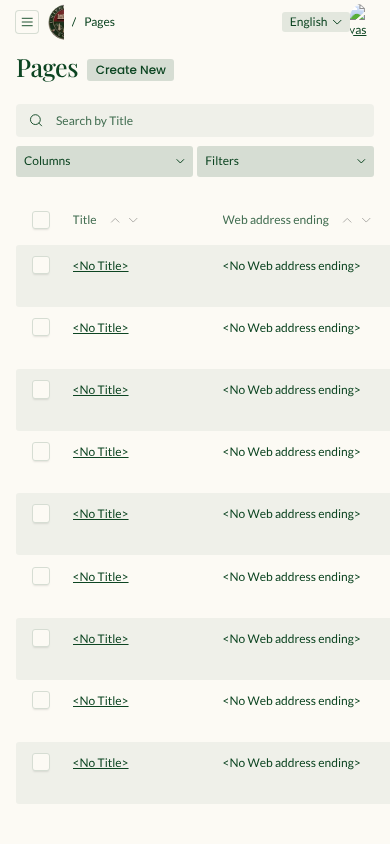 / Pages
English
vas
Pages
Create New
Search by Title
Columns
Filters
Title
Web address ending
<No Title>
<No Web address ending>
<No Title>
<No Web address ending>
<No Title>
<No Web address ending>
<No Title>
<No Web address ending>
<No Title>
<No Web address ending>
<No Title>
<No Web address ending>
<No Title>
<No Web address ending>
<No Title>
<No Web address ending>
<No Title>
<No Web address ending>